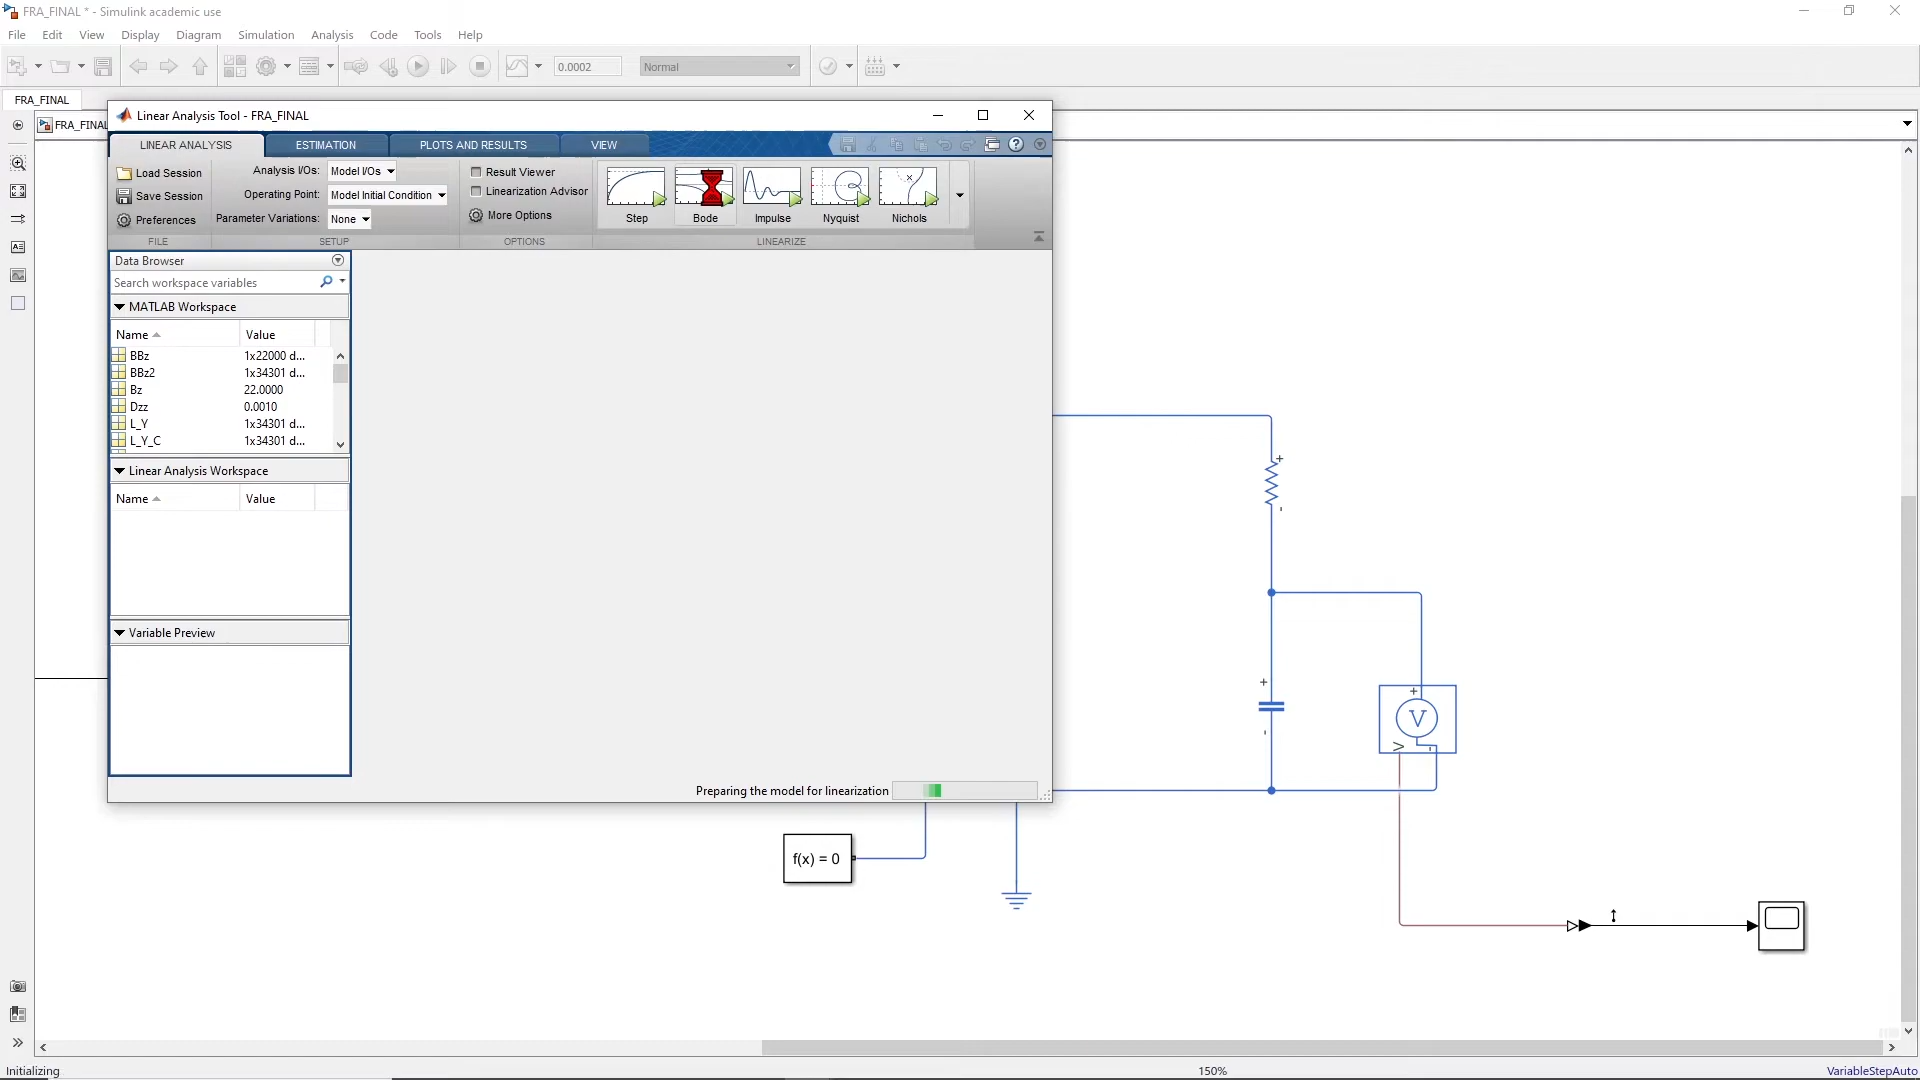 FRA_FINAL * - Simulink academic use
File Edit View Display Diagram Simulation Analysis Code Tools Help
0.0002 Normal
FRA_FINAL
FRA_FINAL
Linear Analysis Tool - FRA_FINAL
LINEAR ANALYSIS ESTIMATION PLOTS AND RESULTS VIEW
Load Session
Save Session
Preferences
FILE
Analysis I/Os: Model I/Os
Operating Point: Model Initial Condition
Parameter Variations: None
SETUP
Result Viewer
Linearization Advisor
More Options
OPTIONS
Step Bode Impulse Nyquist Nichols
LINEARIZE
Data Browser
Search workspace variables
MATLAB Workspace
Name Value
BBz 1x22000 d...
BBz2 1x34301 d...
Bz 22.0000
Dzz 0.0010
L_Y 1x34301 d...
L_Y_C 1x34301 d...
Linear Analysis Workspace
Name Value
Variable Preview
Preparing the model for linearization
+
-
+
-
+
V
V
-
f(x) = 0
Initializing 150% VariableStepAuto